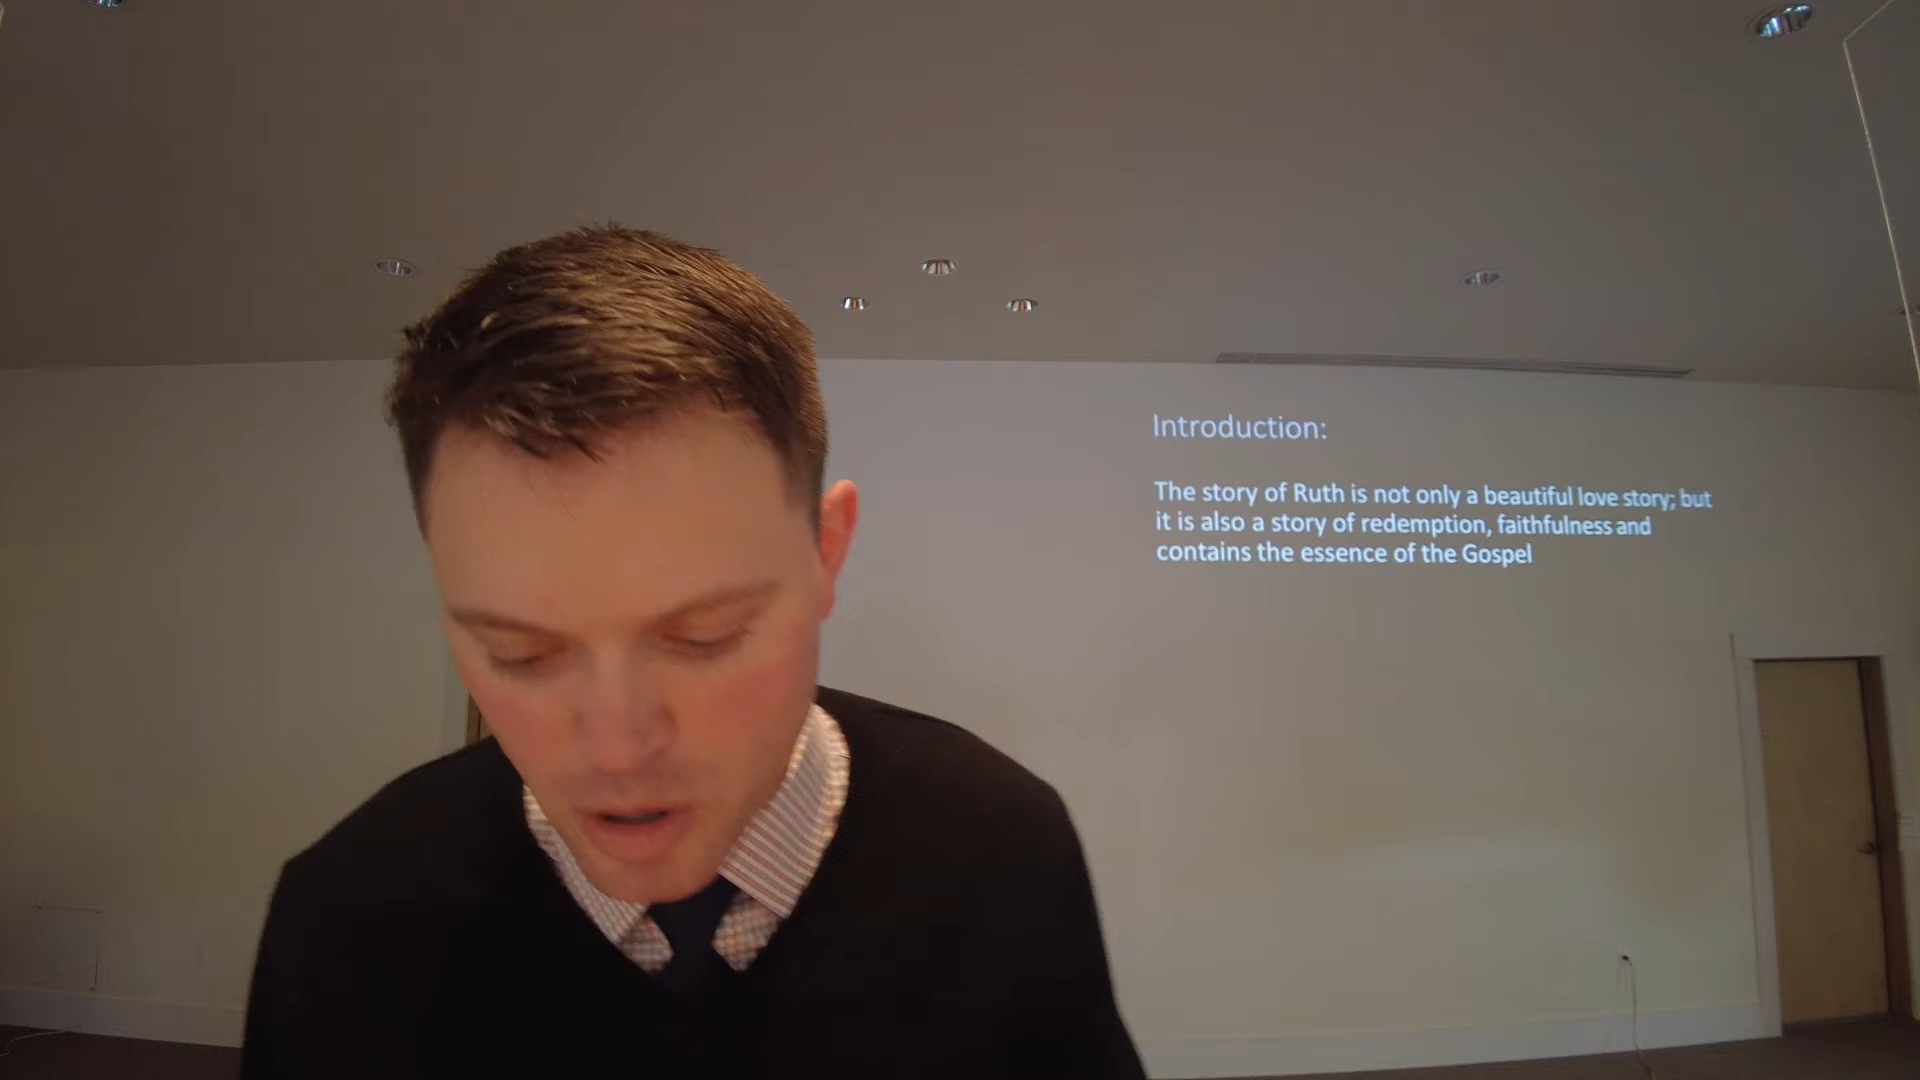 Introduction:
The story of Ruth is not only a beautiful love story; but
it is also a story of redemption, faithfulness and
contains the essence of the Gospel